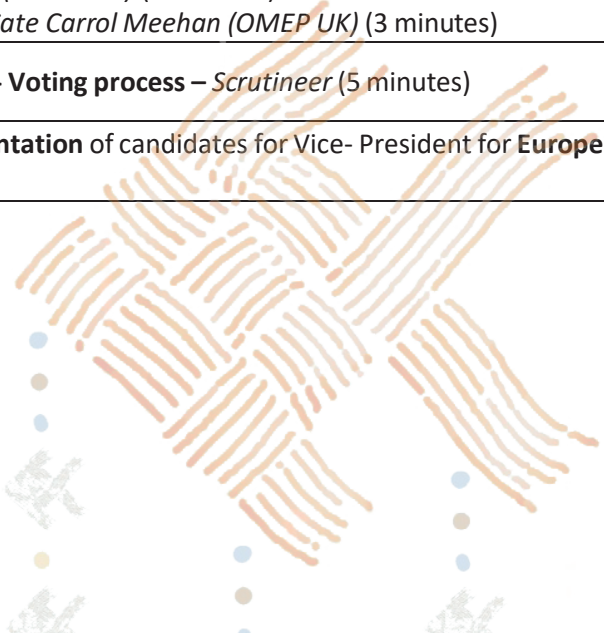 ate Carrol Meehan (OMEP UK) (3 minutes)
Voting process – Scrutineer (5 minutes)
ntation of candidates for Vice- President for Europe